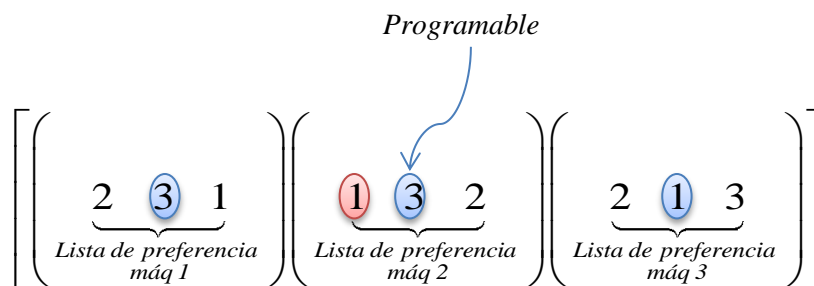 Programable
2 3 1 1 3 2 2 1 3
Lista de preferencia Lista de preferencia Lista de preferencia
máq 1 máq 2 máq 3